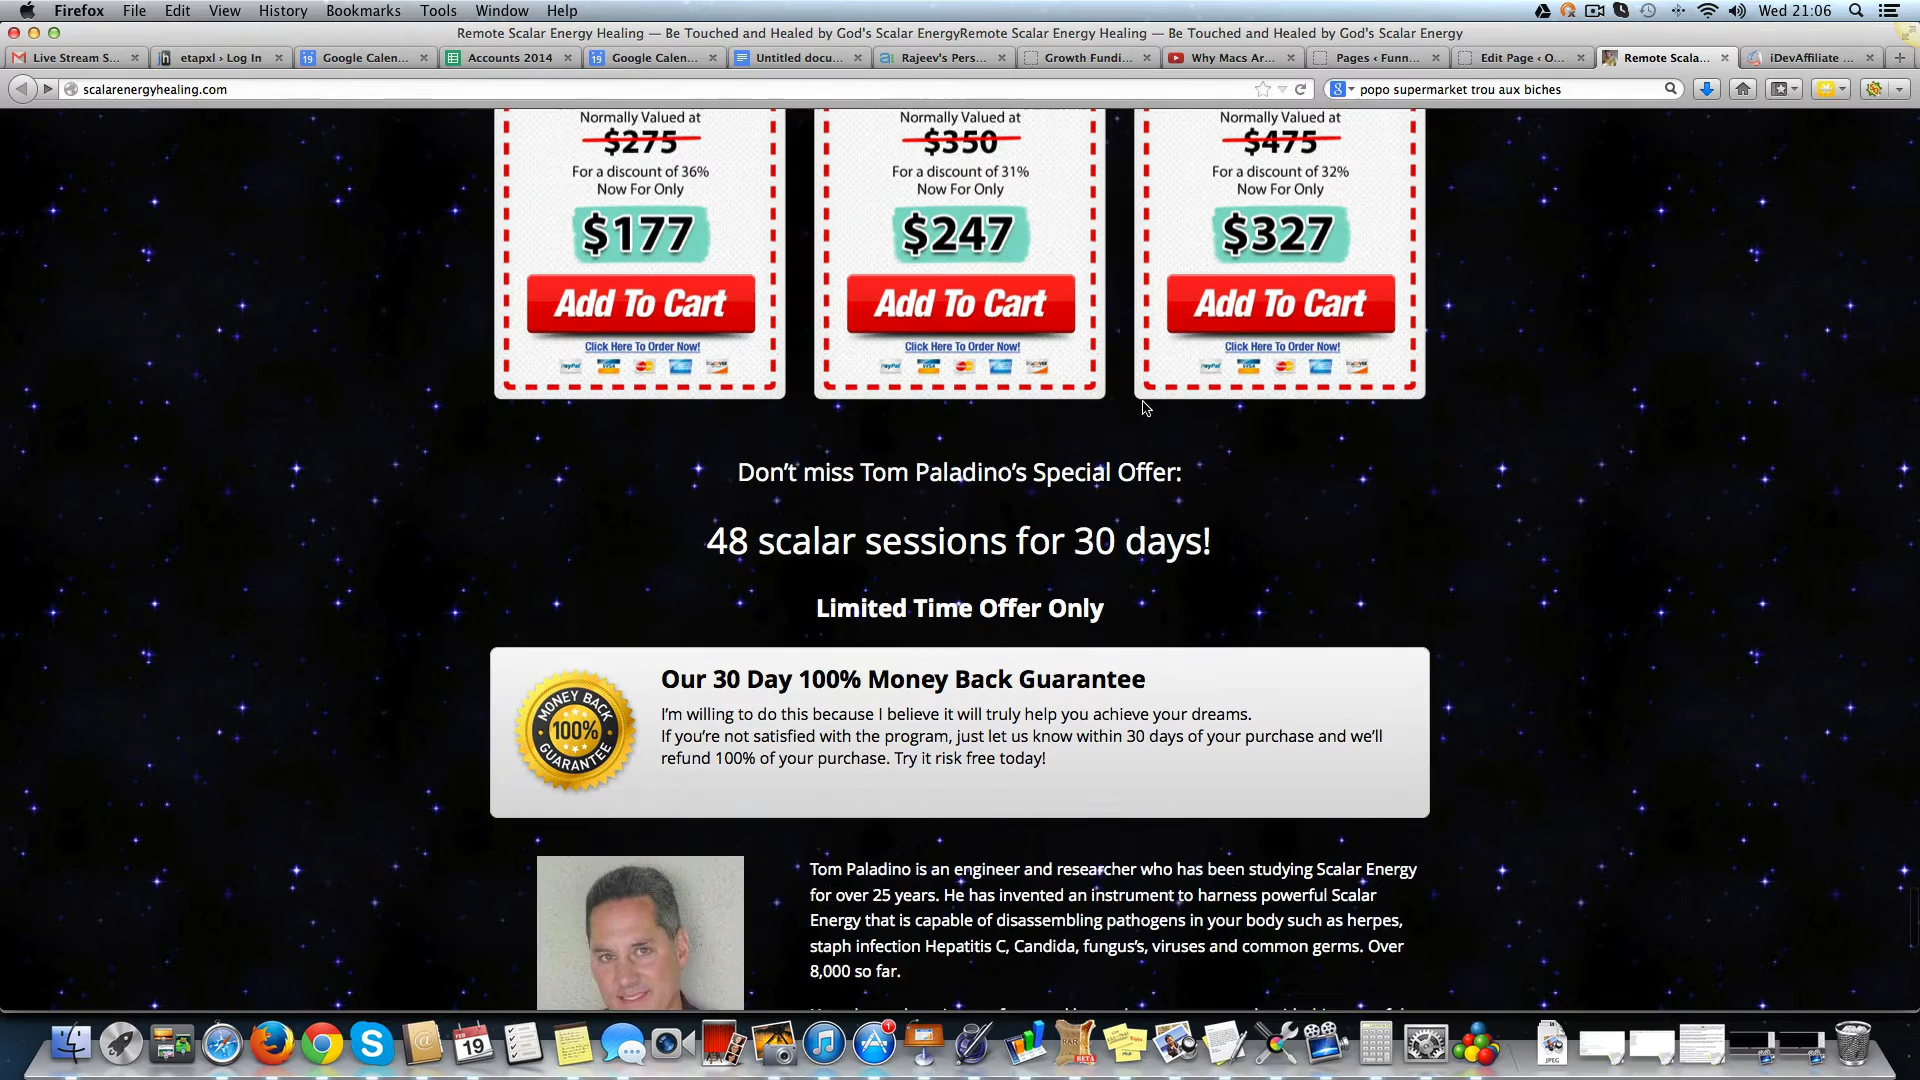 Firefox File Edit View History Bookmarks Tools Window Help Wed 21:06
Remote Scalar Energy Healing — Be Touched and Healed by God's Scalar EnergyRemote Scalar Energy Healing — Be Touched and Healed by God's Scalar Energy
Live Stream S... etapxl › Log In Google Calen... Accounts 2014 Google Calen... Untitled docu... Rajeev's Pers... Growth Fundi... Why Macs Ar... Pages ‹ Funn... Edit Page ‹ O... Remote Scala... iDevAffiliate ...
scalarenergyhealing.com popo supermarket trou aux biches
Normally Valued at
$275
For a discount of 36%
Now For Only
$177
Add To Cart
Click Here To Order Now!
PayPal VISA
Normally Valued at
$350
For a discount of 31%
Now For Only
$247
Add To Cart
Click Here To Order Now!
PayPal VISA
Normally Valued at
$475
For a discount of 32%
Now For Only
$327
Add To Cart
Click Here To Order Now!
PayPal VISA
Don't miss Tom Paladino's Special Offer:
48 scalar sessions for 30 days!
Limited Time Offer Only
MONEY BACK
100%
GUARANTEE
Our 30 Day 100% Money Back Guarantee
I'm willing to do this because I believe it will truly help you achieve your dreams.
If you're not satisfied with the program, just let us know within 30 days of your purchase and we'll
refund 100% of your purchase. Try it risk free today!
Tom Paladino is an engineer and researcher who has been studying Scalar Energy
for over 25 years. He has invented an instrument to harness powerful Scalar
Energy that is capable of disassembling pathogens in your body such as herpes,
staph infection Hepatitis C, Candida, fungus's, viruses and common germs. Over
8,000 so far.
FEB
19
1
RAR
BETA
JPEG